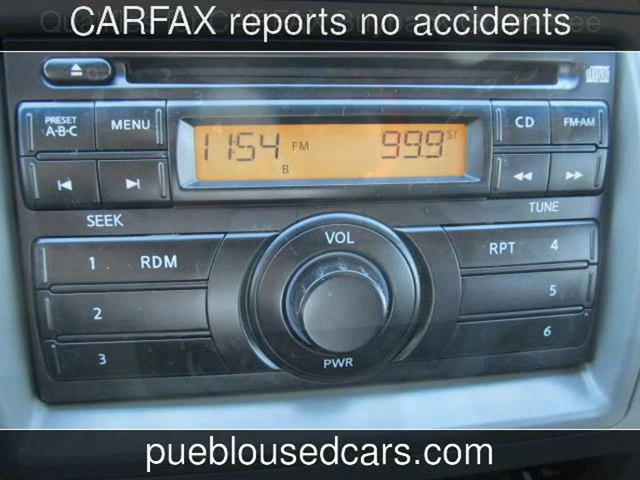 CARFAX reports no accidents
PRESET
A·B·C
MENU
11:54 FM 99.9 ST
B
CD
FM·AM
SEEK
TUNE
VOL
1 RDM
RPT 4
2
5
3
6
PWR
pueblousedcars.com